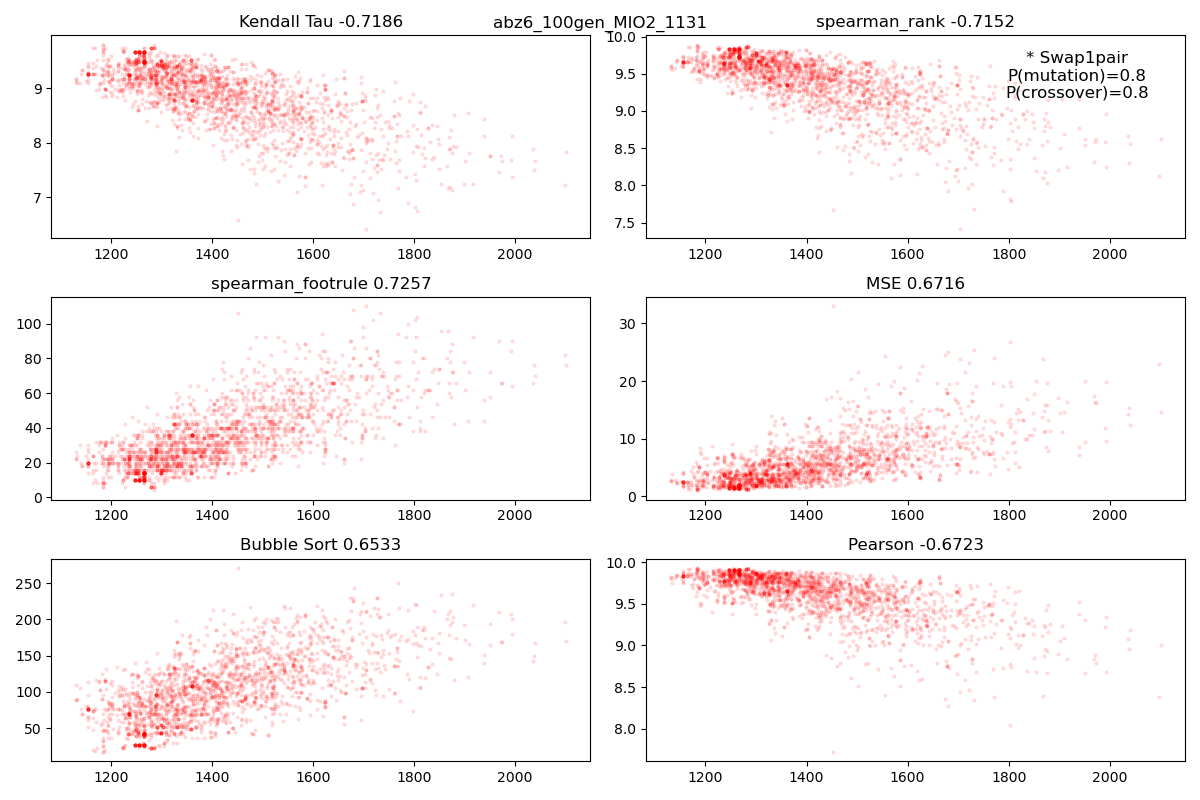 Kendall Tau -0.7186
abz6_100gen_MIO2_1131
spearman_rank -0.7152
9
8
7
1200 1400 1600 1800 2000
10.0
9.5
9.0
8.5
8.0
7.5
* Swap1pair
P(mutation)=0.8
P(crossover)=0.8
1200 1400 1600 1800 2000
spearman_footrule 0.7257
100
80
60
40
20
0
1200 1400 1600 1800 2000
MSE 0.6716
30
20
10
0
1200 1400 1600 1800 2000
Bubble Sort 0.6533
250
200
150
100
50
1200 1400 1600 1800 2000
Pearson -0.6723
10.0
9.5
9.0
8.5
8.0
1200 1400 1600 1800 2000